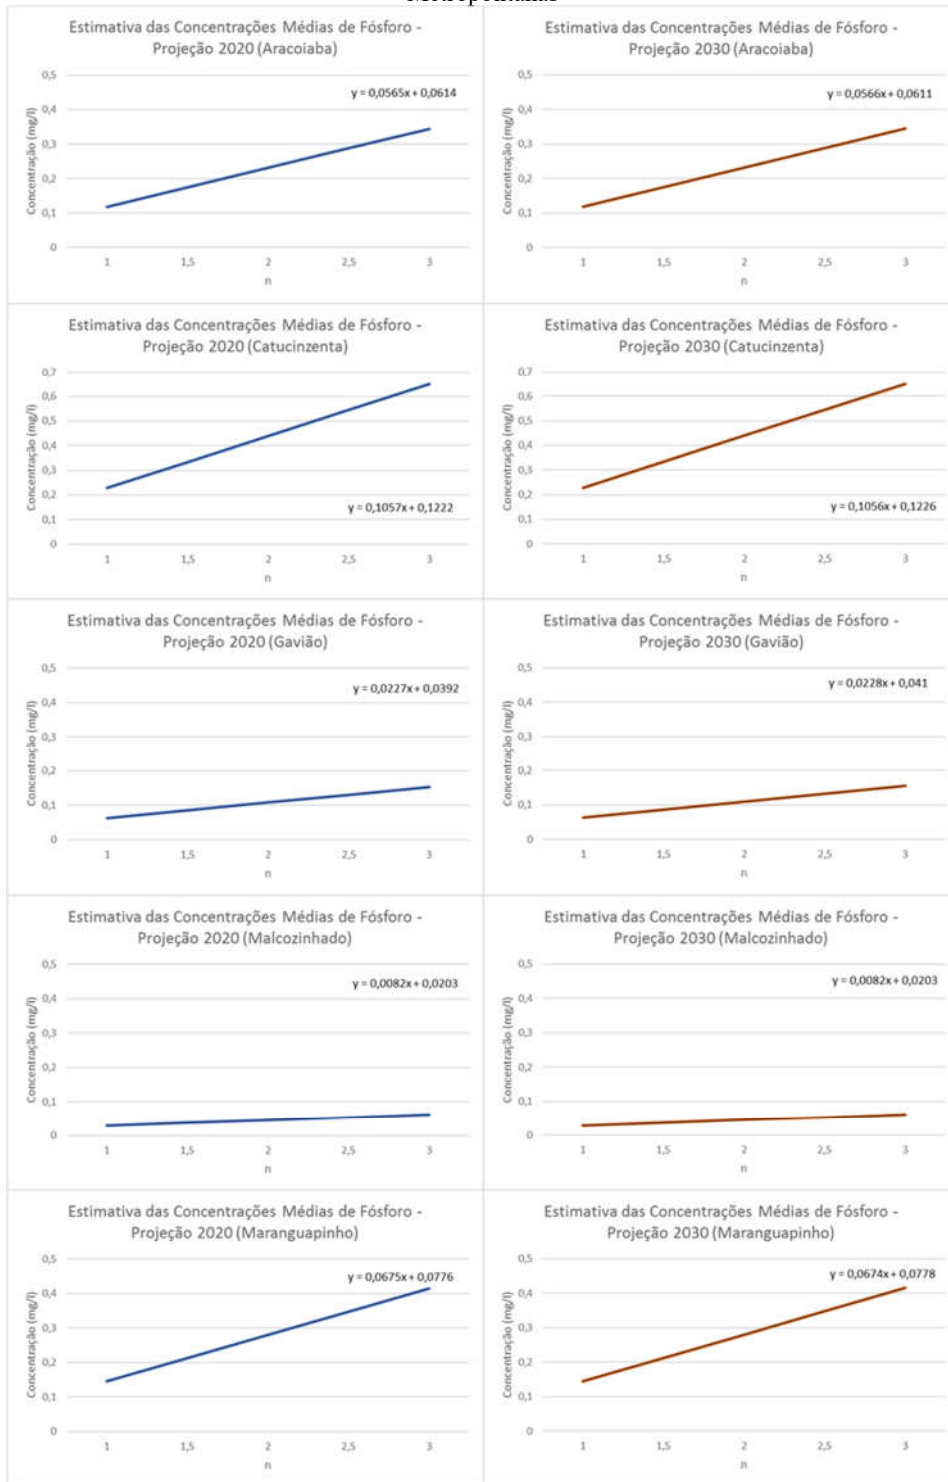 Metropolitanas
Estimativa das Concentrações Médias de Fósforo -
Projeção 2020 (Aracoiaba)
y = 0,0565x + 0,0614
Concentração (mg/l)
0,5
0,4
0,3
0,2
0,1
0
1 1,5 2 2,5 3
n
Estimativa das Concentrações Médias de Fósforo -
Projeção 2030 (Aracoiaba)
y = 0,0566x + 0,0611
Concentração (mg/l)
0,5
0,4
0,3
0,2
0,1
0
1 1,5 2 2,5 3
n
Estimativa das Concentrações Médias de Fósforo -
Projeção 2020 (Catucinzenta)
Concentração (mg/l)
0,7
0,6
0,5
0,4
0,3
0,2
0,1
0
y = 0,1057x + 0,1222
1 1,5 2 2,5 3
n
Estimativa das Concentrações Médias de Fósforo -
Projeção 2030 (Catucinzenta)
Concentração (mg/l)
0,7
0,6
0,5
0,4
0,3
0,2
0,1
0
y = 0,1056x + 0,1226
1 1,5 2 2,5 3
n
Estimativa das Concentrações Médias de Fósforo -
Projeção 2020 (Gavião)
y = 0,0227x + 0,0392
Concentração (mg/l)
0,5
0,4
0,3
0,2
0,1
0
1 1,5 2 2,5 3
n
Estimativa das Concentrações Médias de Fósforo -
Projeção 2030 (Gavião)
y = 0,0228x + 0,041
Concentração (mg/l)
0,5
0,4
0,3
0,2
0,1
0
1 1,5 2 2,5 3
n
Estimativa das Concentrações Médias de Fósforo -
Projeção 2020 (Malcozinhado)
y = 0,0082x + 0,0203
Concentração (mg/l)
0,5
0,4
0,3
0,2
0,1
0
1 1,5 2 2,5 3
n
Estimativa das Concentrações Médias de Fósforo -
Projeção 2030 (Malcozinhado)
y = 0,0082x + 0,0203
Concentração (mg/l)
0,5
0,4
0,3
0,2
0,1
0
1 1,5 2 2,5 3
n
Estimativa das Concentrações Médias de Fósforo -
Projeção 2020 (Maranguapinho)
y = 0,0675x + 0,0776
Concentração (mg/l)
0,5
0,4
0,3
0,2
0,1
0
1 1,5 2 2,5 3
n
Estimativa das Concentrações Médias de Fósforo -
Projeção 2030 (Maranguapinho)
y = 0,0674x + 0,0778
Concentração (mg/l)
0,5
0,4
0,3
0,2
0,1
0
1 1,5 2 2,5 3
n